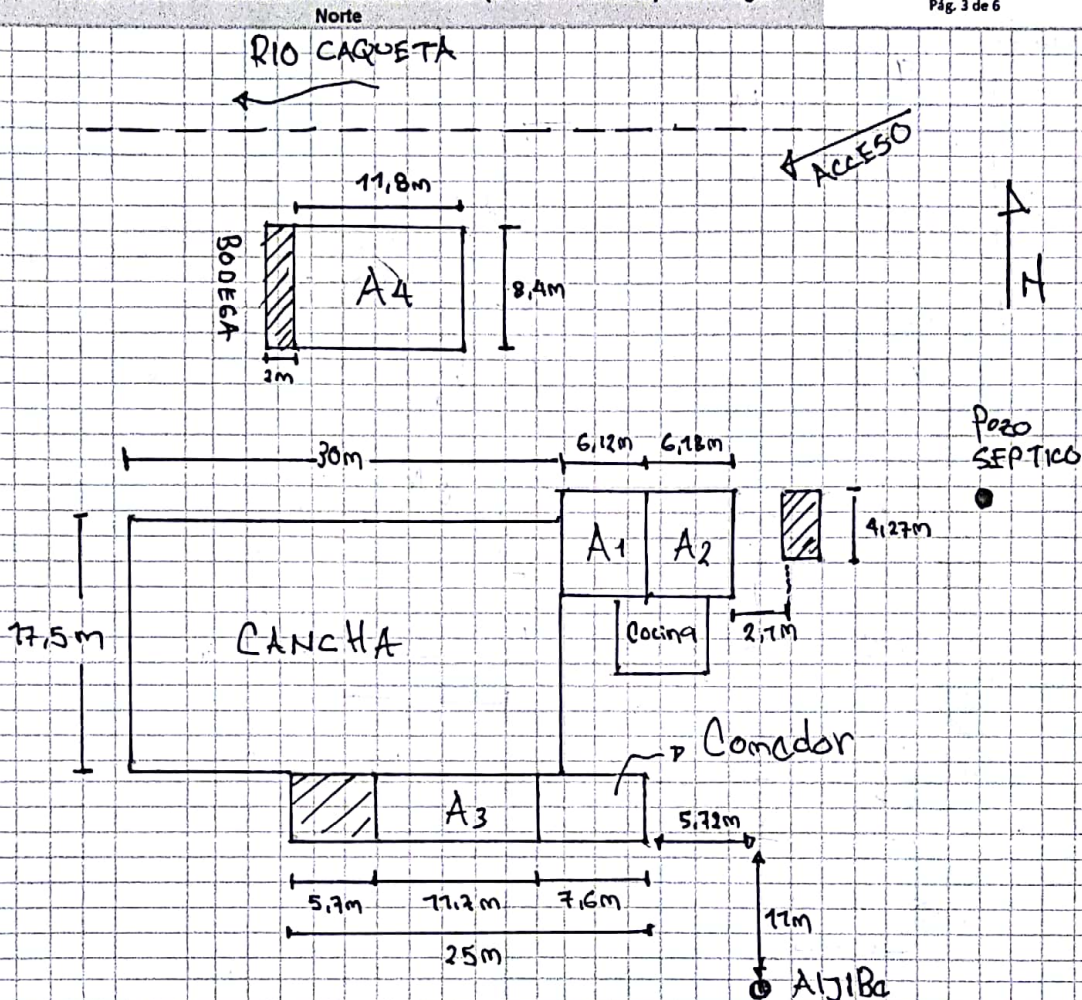 Norte
Pág. 3 de 6
RIO CAQUETA
ACCESO
11,8m
BODEGA
A4
8,4m
2m
N
Pozo
SEPTICO
30m
6,12m
6,18m
A1
A2
4,27m
17,5m
CANCHA
Cocina
2,7m
Comedor
A3
5,72m
5,7m
11,7m
7,6m
25m
11m
AlJIBe